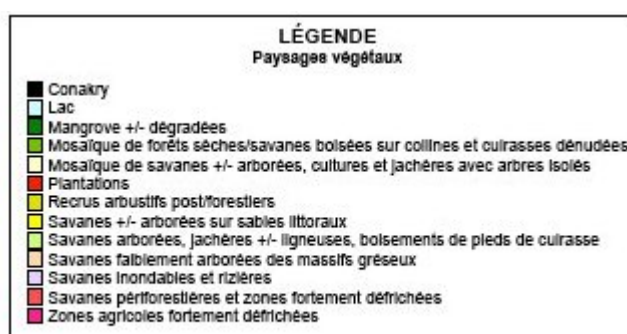 LÉGENDE
Paysages végétaux
Conakry
Lac
Mangrove +/- dégradées
Mosaïque de forêts sèches/savanes boisées sur collines et cuirasses dénudées
Mosaïque de savanes +/- arborées, cultures et jachères avec arbres isolés
Plantations
Recrus arbustifs post/forestiers
Savanes +/- arborées sur sables littoraux
Savanes arborées, jachères +/- ligneuses, boisements de pieds de cuirasse
Savanes faiblement arborées des massifs gréseux
Savanes inondables et rizières
Savanes périforestières et zones fortement défrichées
Zones agricoles fortement défrichées